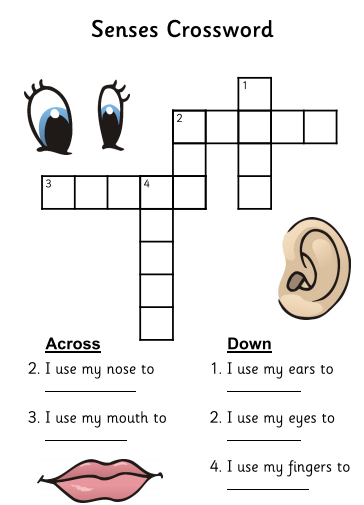 Senses Crossword
1
2
3
4
Across
2. I use my nose to
3. I use my mouth to
Down
1. I use my ears to
2. I use my eyes to
4. I use my fingers to